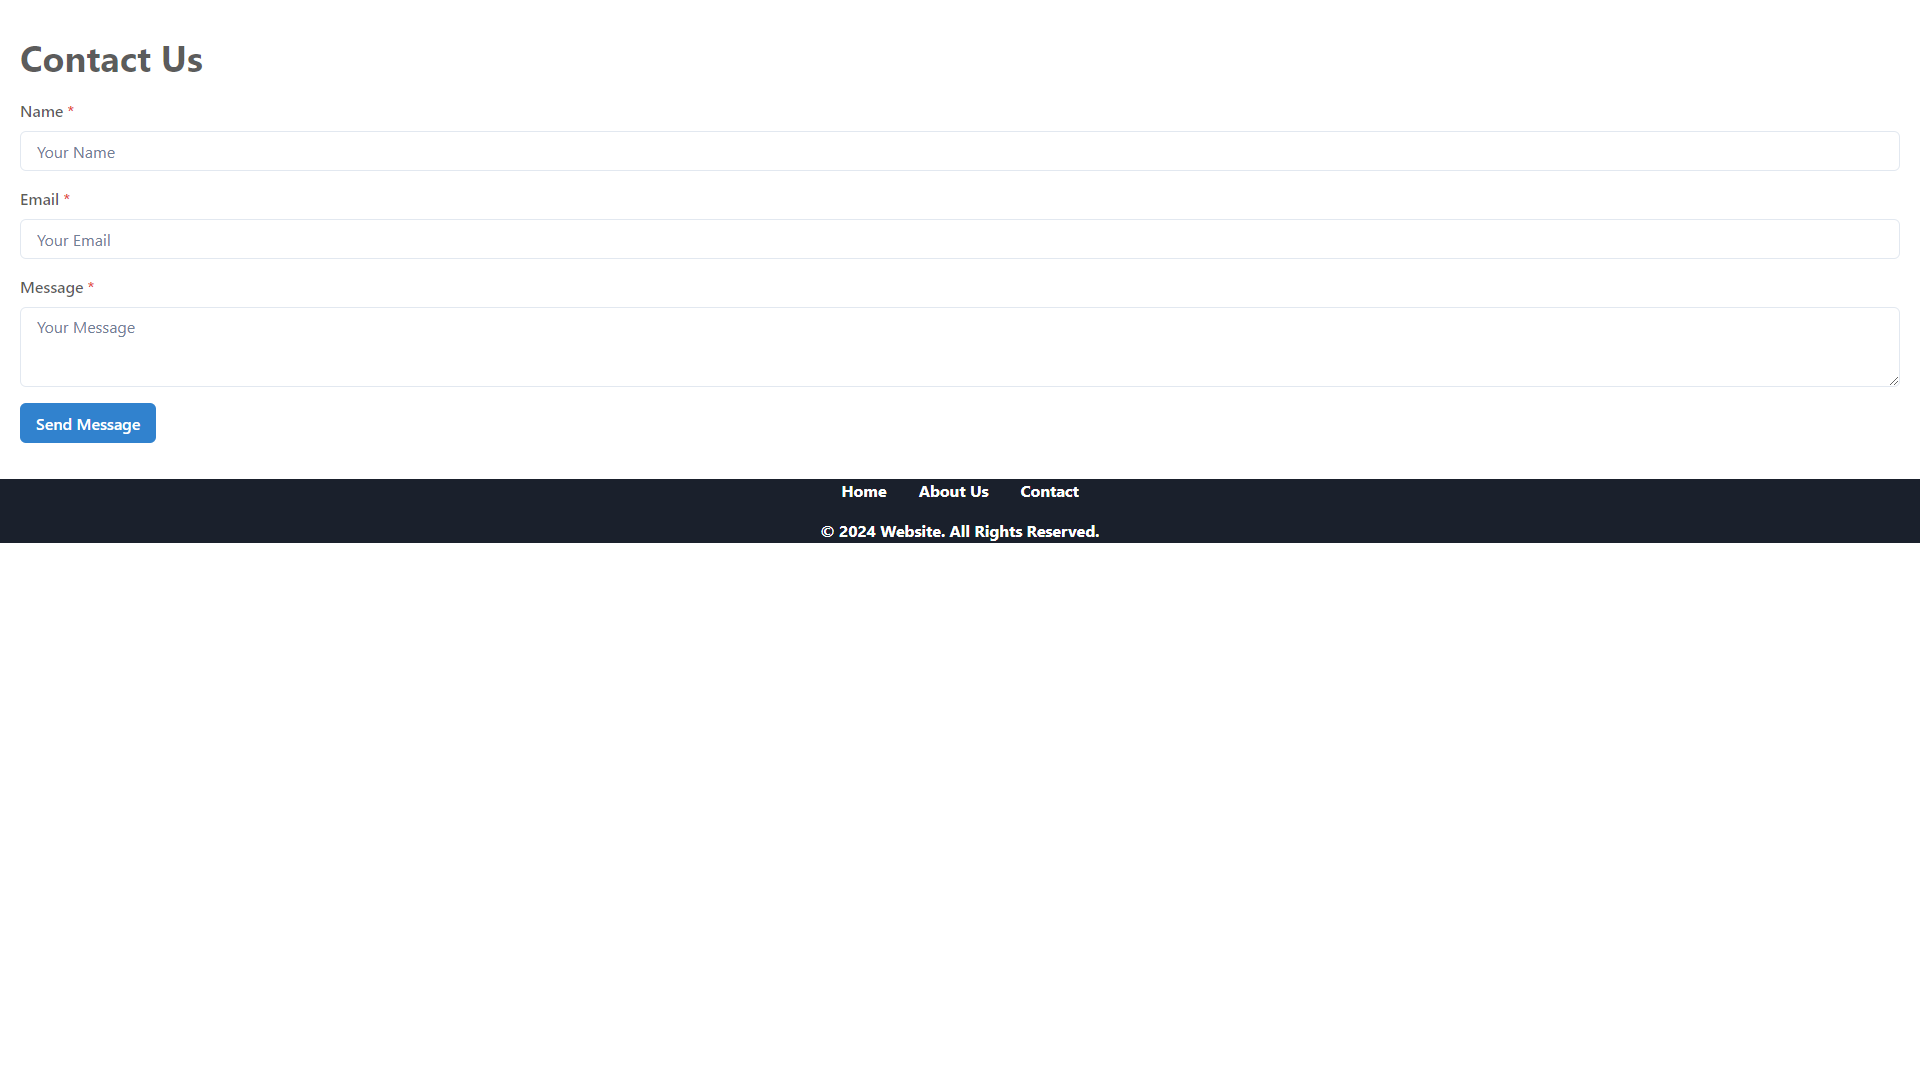 Contact Us
Name *
Your Name
Email *
Your Email
Message *
Your Message
Send Message
Home About Us Contact
© 2024 Website. All Rights Reserved.